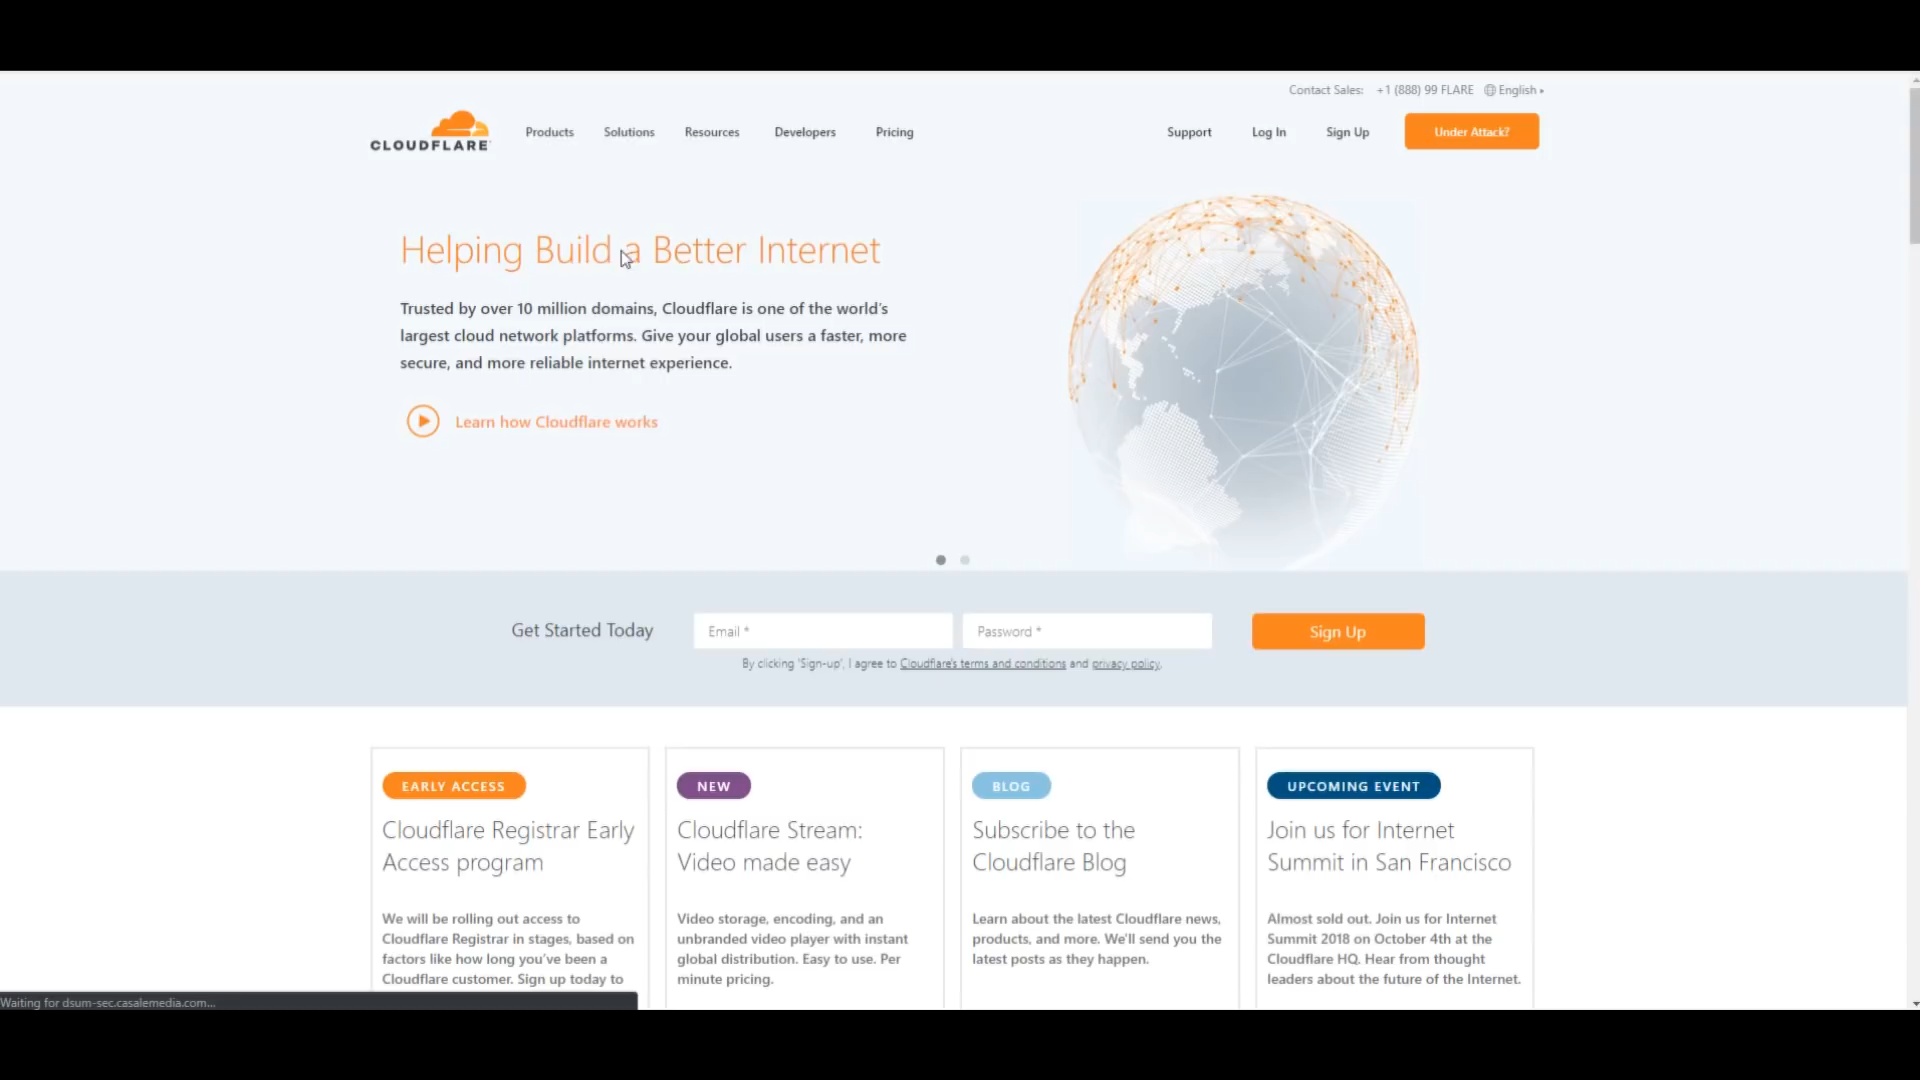 Contact Sales: +1 (888) 99 FLARE English
CLOUDFLARE Products Solutions Resources Developers Pricing Support Log In Sign Up Under Attack?
Helping Build a Better Internet
Trusted by over 10 million domains, Cloudflare is one of the world's
largest cloud network platforms. Give your global users a faster, more
secure, and more reliable internet experience.
Learn how Cloudflare works
Get Started Today Email * Password * Sign Up
By clicking 'Sign-up', I agree to Cloudflare's terms and conditions and privacy policy.
EARLY ACCESS
Cloudflare Registrar Early
Access program
We will be rolling out access to
Cloudflare Registrar in stages, based on
factors like how long you've been a
Cloudflare customer. Sign up today to
NEW
Cloudflare Stream:
Video made easy
Video storage, encoding, and an
unbranded video player with instant
global distribution. Easy to use. Per
minute pricing.
BLOG
Subscribe to the
Cloudflare Blog
Learn about the latest Cloudflare news,
products, and more. We'll send you the
latest posts as they happen.
UPCOMING EVENT
Join us for Internet
Summit in San Francisco
Almost sold out. Join us for Internet
Summit 2018 on October 4th at the
Cloudflare HQ. Hear from thought
leaders about the future of the Internet.
Waiting for dsum-sec.casalemedia.com...